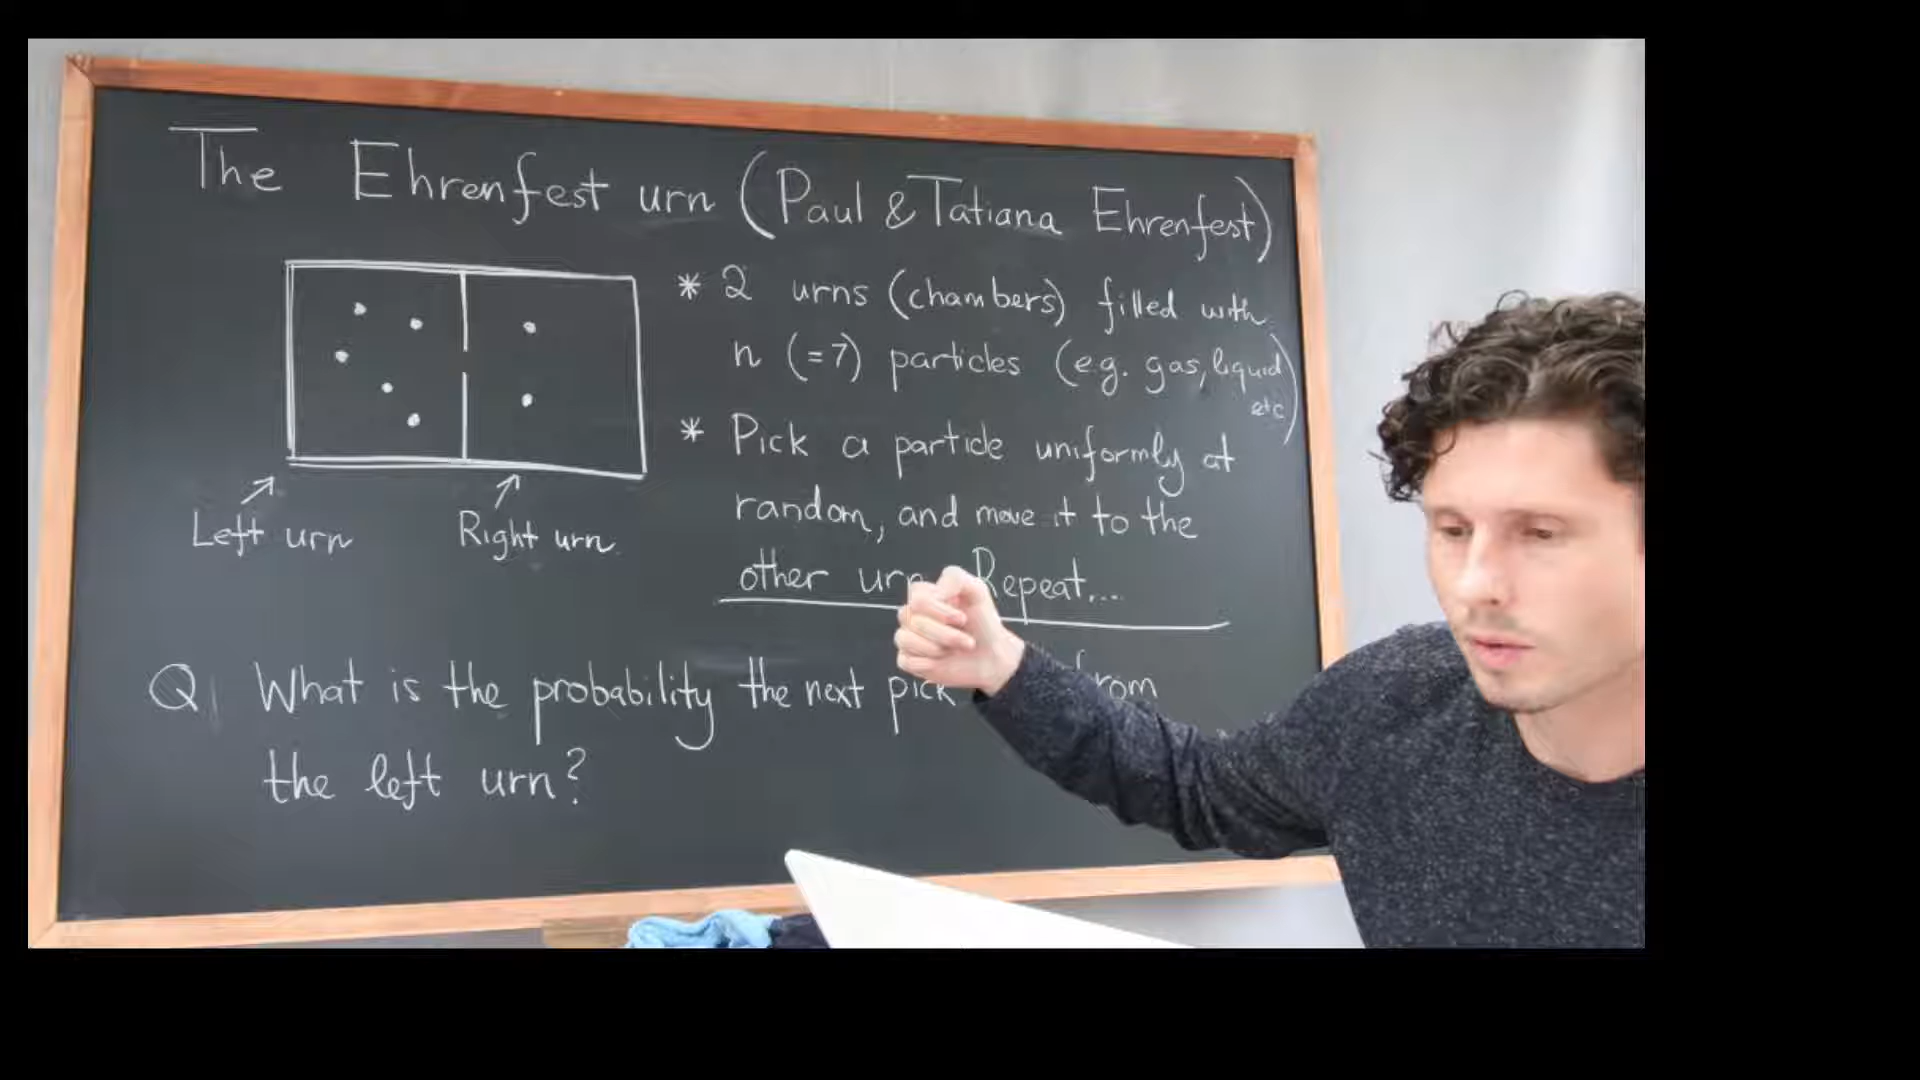 The Ehrenfest urn (Paul & Tatiana Ehrenfest)
* 2 urns (chambers) filled with
n (=7) particles (e.g. gas, liquid
etc)
* Pick a particle uniformly at
random, and move it to the
other urn. Repeat...
Left urn
Right urn
Q What is the probability the next pick
the left urn?